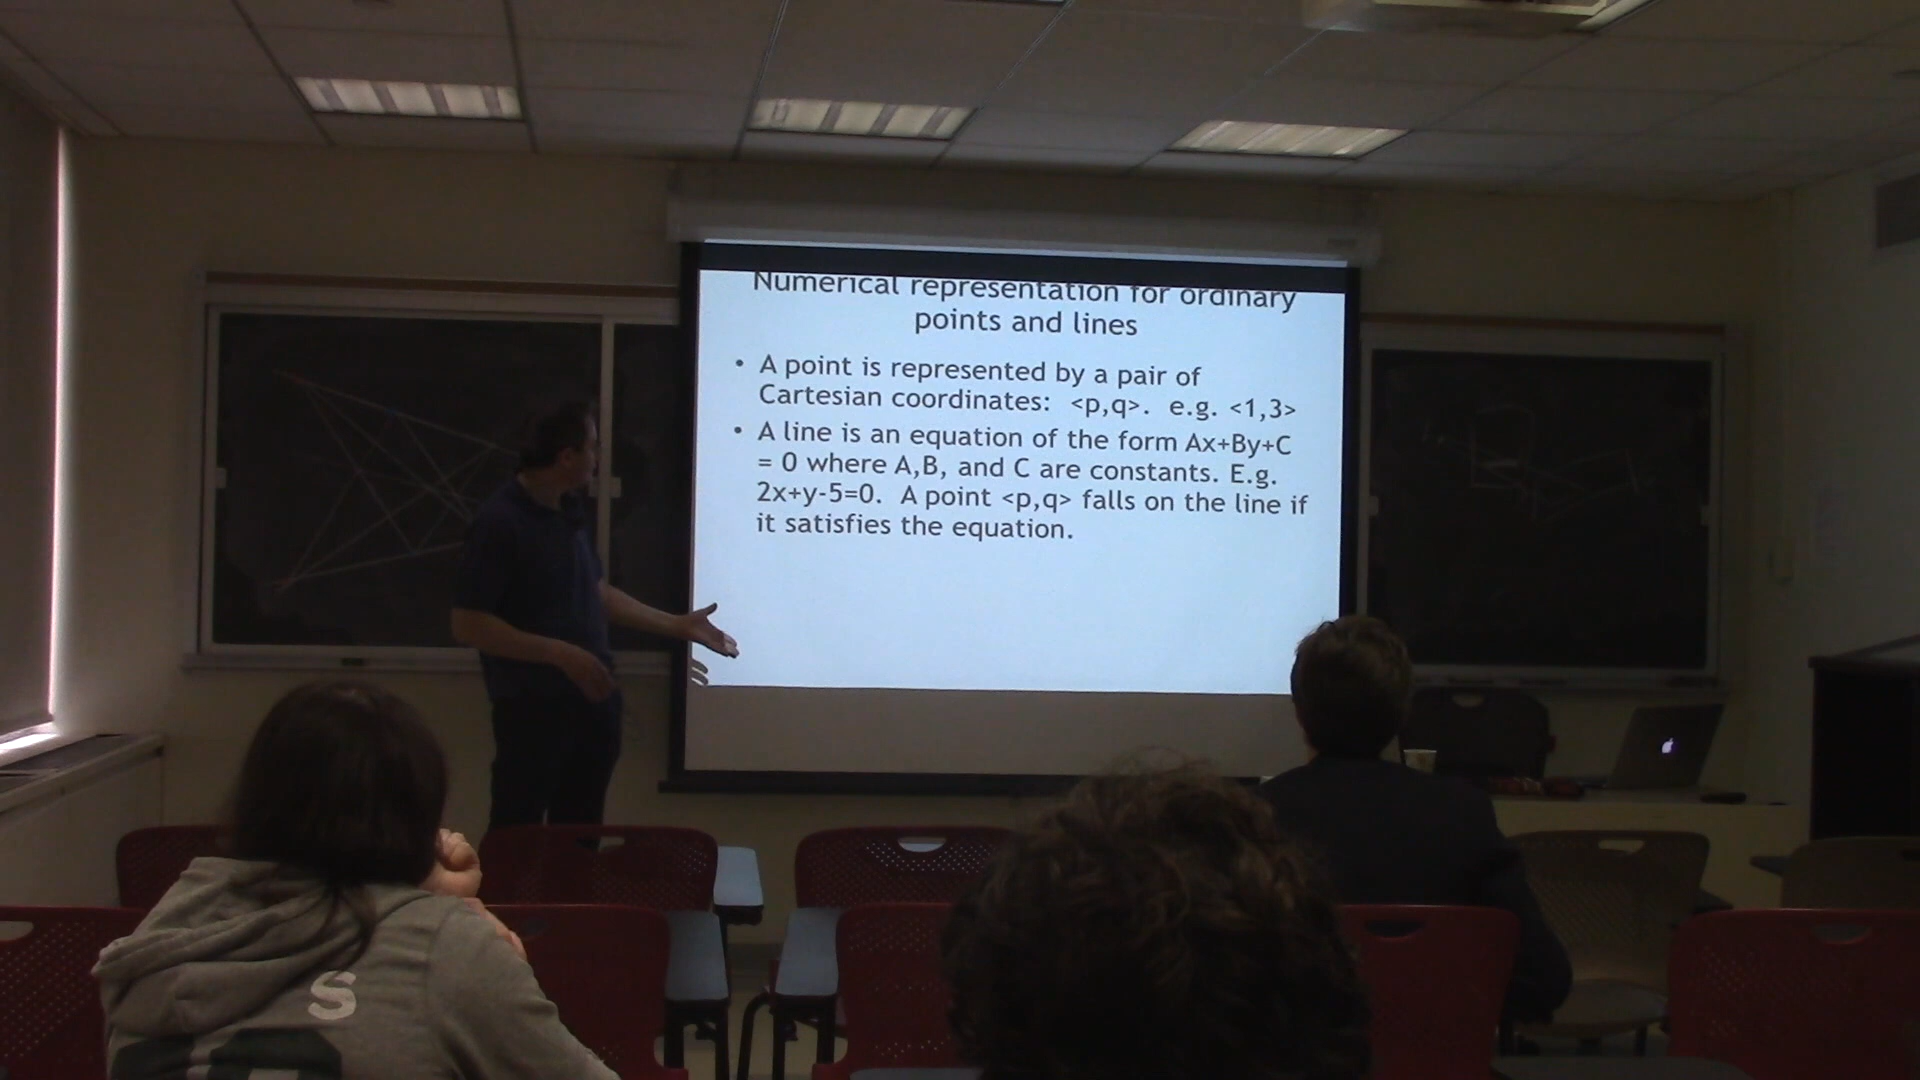 Numerical representation for ordinary
points and lines
• A point is represented by a pair of
Cartesian coordinates: <p,q>. e.g. <1,3>
• A line is an equation of the form Ax+By+C
= 0 where A,B, and C are constants. E.g.
2x+y-5=0. A point <p,q> falls on the line if
it satisfies the equation.
S